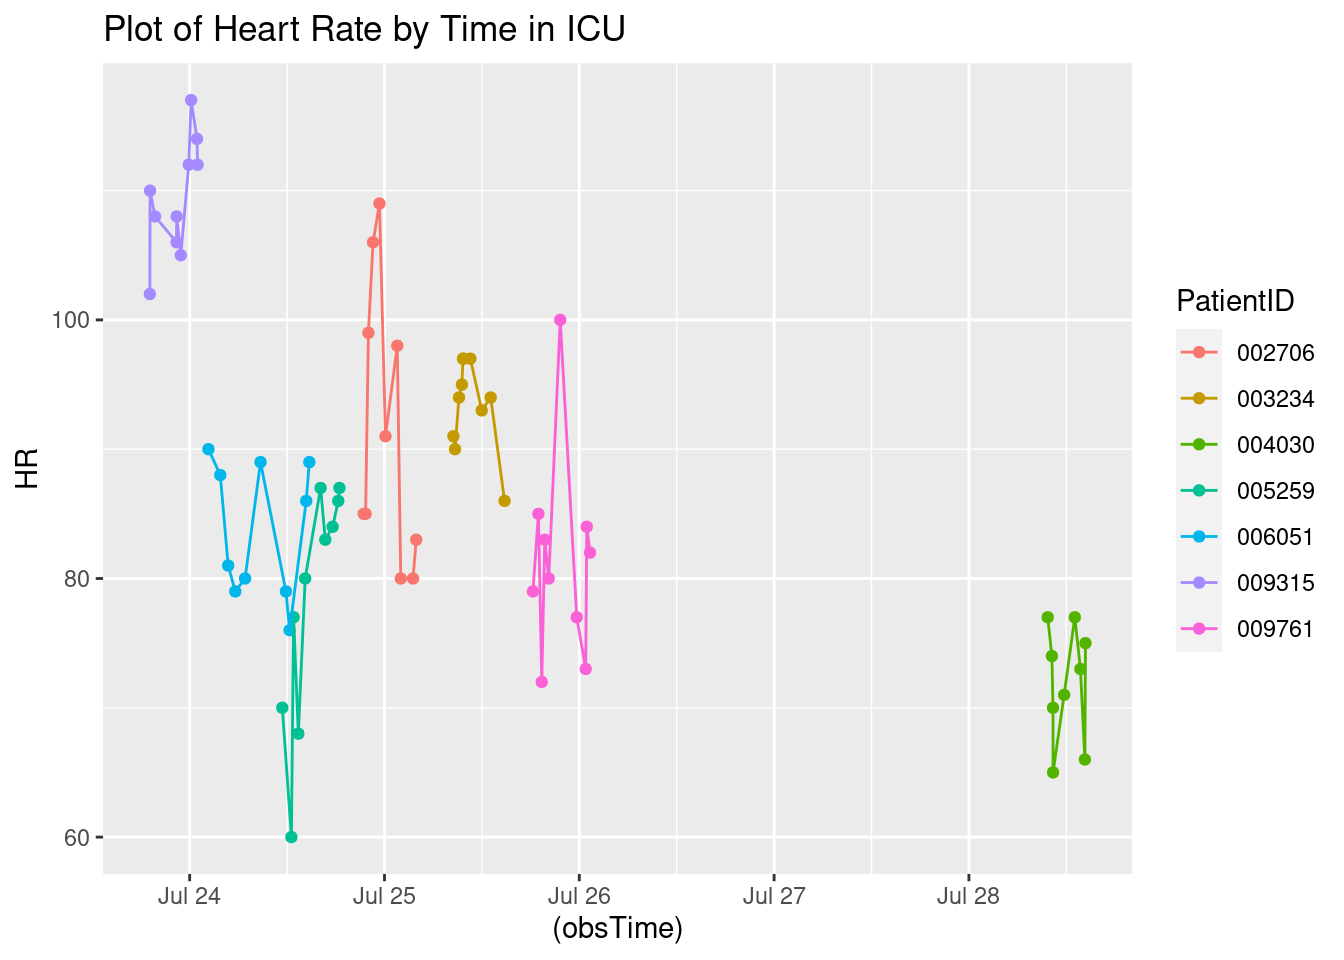 Plot of Heart Rate by Time in ICU
HR
100
80
60
Jul 24 Jul 25 Jul 26 Jul 27 Jul 28
(obsTime)
PatientID
002706
003234
004030
005259
006051
009315
009761